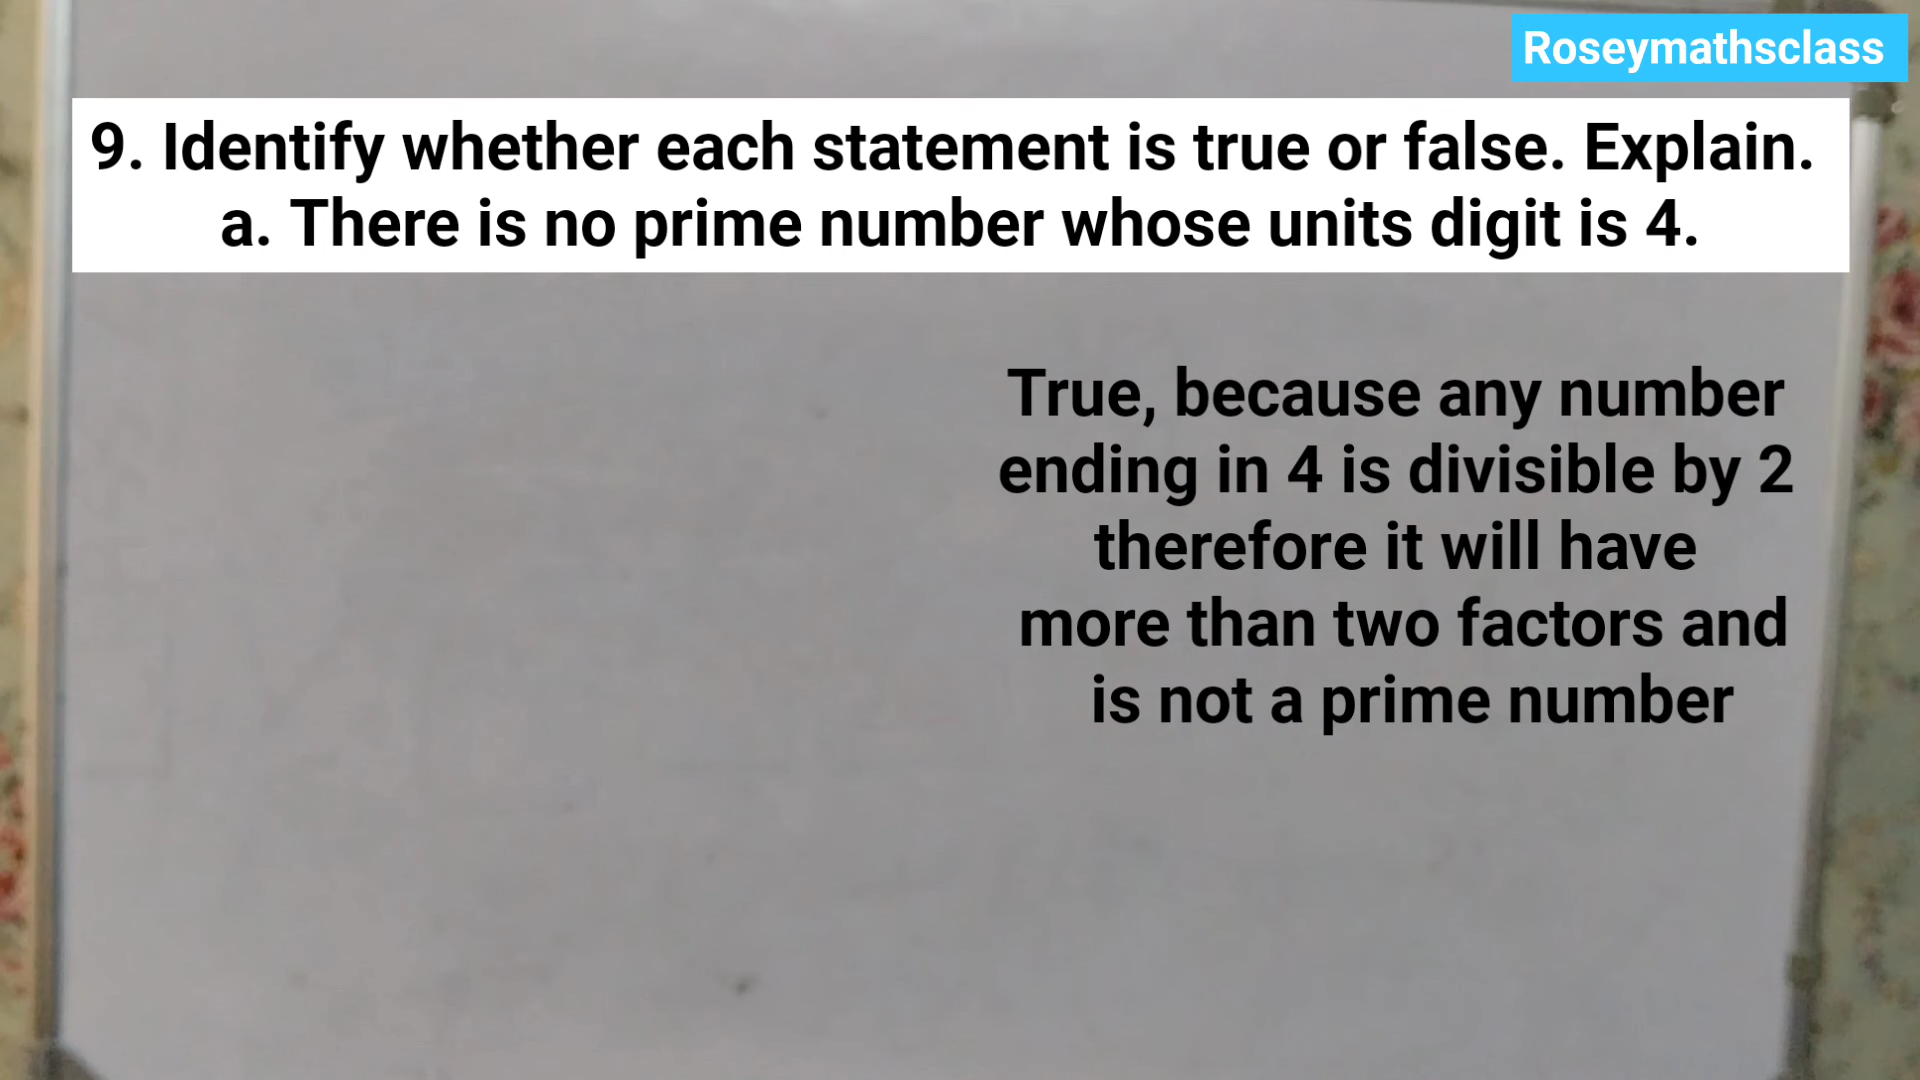 Roseymathsclass
9. Identify whether each statement is true or false. Explain.
a. There is no prime number whose units digit is 4.
True, because any number
ending in 4 is divisible by 2
therefore it will have
more than two factors and
is not a prime number